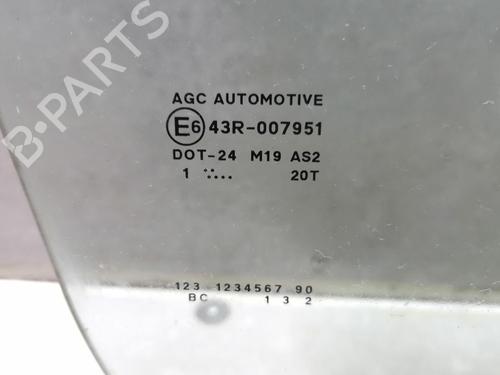 AGC AUTOMOTIVE
E6 43R-007951
DOT-24 M19 AS2
1 ∵... 20T
123 1234567 90
BC 1 3 2
B-PARTS